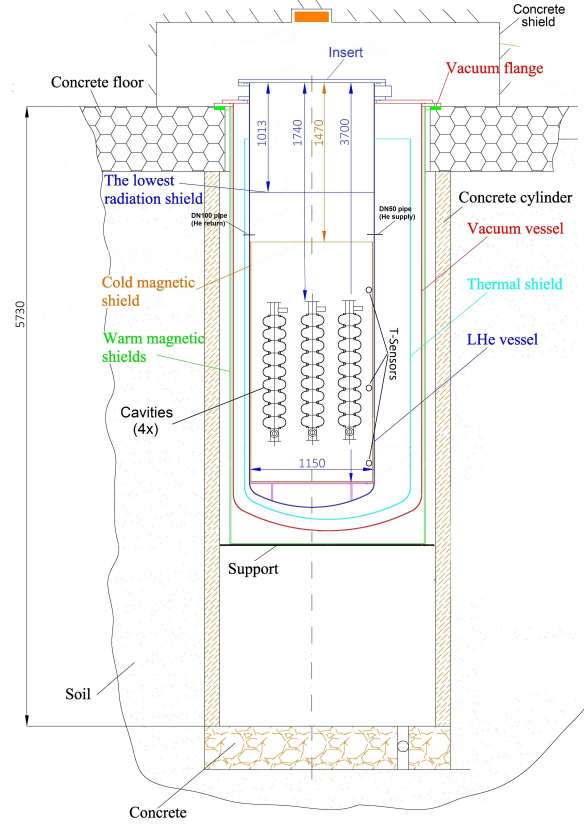 Concrete
shield
Insert
Vacuum flange
Concrete floor
1013
1740
1470
3700
The lowest
radiation shield
DN100 pipe
(He return)
DN50 pipe
(He supply)
Concrete cylinder
Vacuum vessel
Cold magnetic
shield
Thermal shield
5730
Warm magnetic
shields
T-Sensors
LHe vessel
Cavities
(4x)
1150
Support
Soil
Concrete